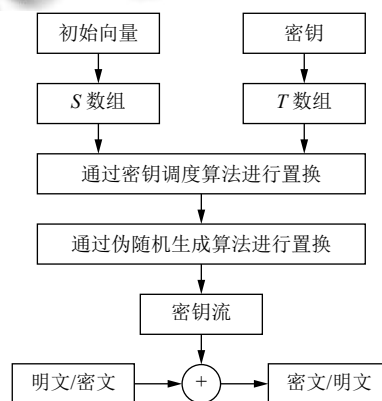 初始向量
密钥
S 数组
T 数组
通过密钥调度算法进行置换
通过伪随机生成算法进行置换
密钥流
明文/密文
+
密文/明文